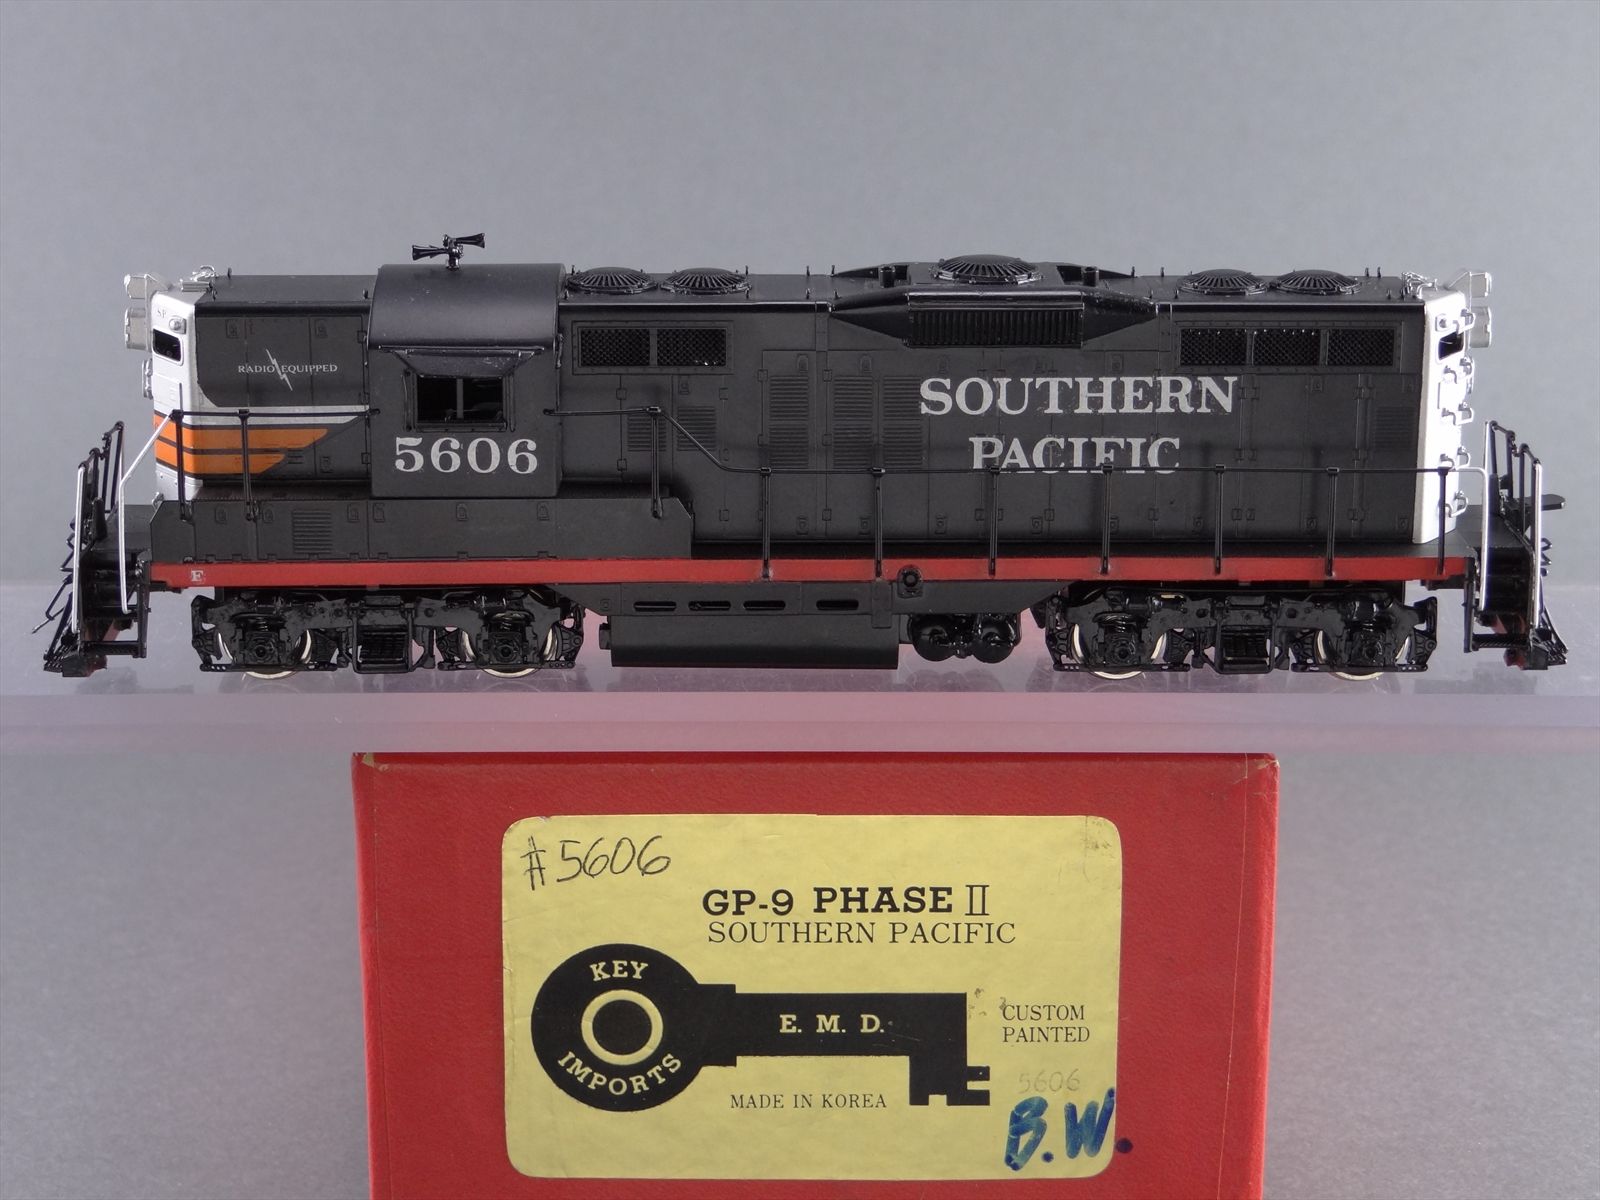 SP
RADIO EQUIPPED
5606
SOUTHERN
PACIFIC
F
#5606
GP-9 PHASE II
SOUTHERN PACIFIC
KEY
IMPORTS
E. M. D.
CUSTOM
PAINTED
MADE IN KOREA
5606
B.W.